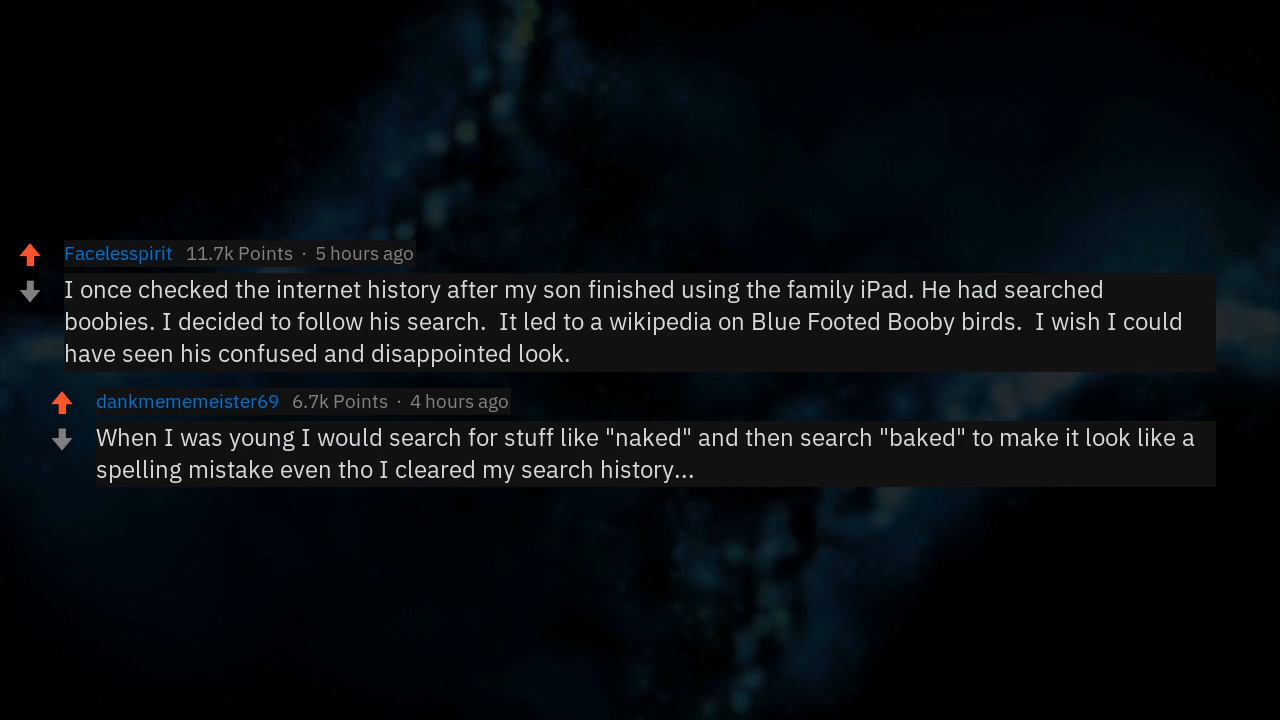 Facelesspirit 11.7k Points · 5 hours ago
I once checked the internet history after my son finished using the family iPad. He had searched
boobies. I decided to follow his search.  It led to a wikipedia on Blue Footed Booby birds.  I wish I could
have seen his confused and disappointed look.
dankmememeister69 6.7k Points · 4 hours ago
When I was young I would search for stuff like "naked" and then search "baked" to make it look like a
spelling mistake even tho I cleared my search history...